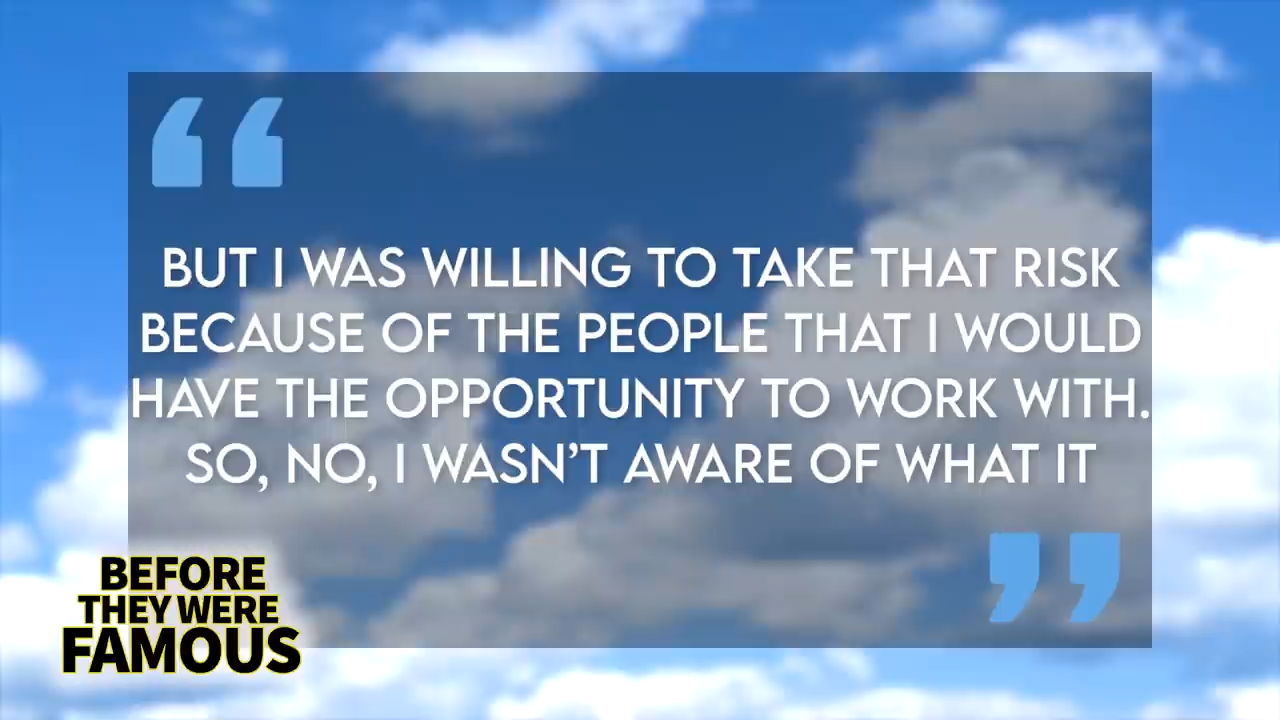 “
BUT I WAS WILLING TO TAKE THAT RISK
BECAUSE OF THE PEOPLE THAT I WOULD
HAVE THE OPPORTUNITY TO WORK WITH.
SO, NO, I WASN’T AWARE OF WHAT IT
”
BEFORE
THEY WERE
FAMOUS